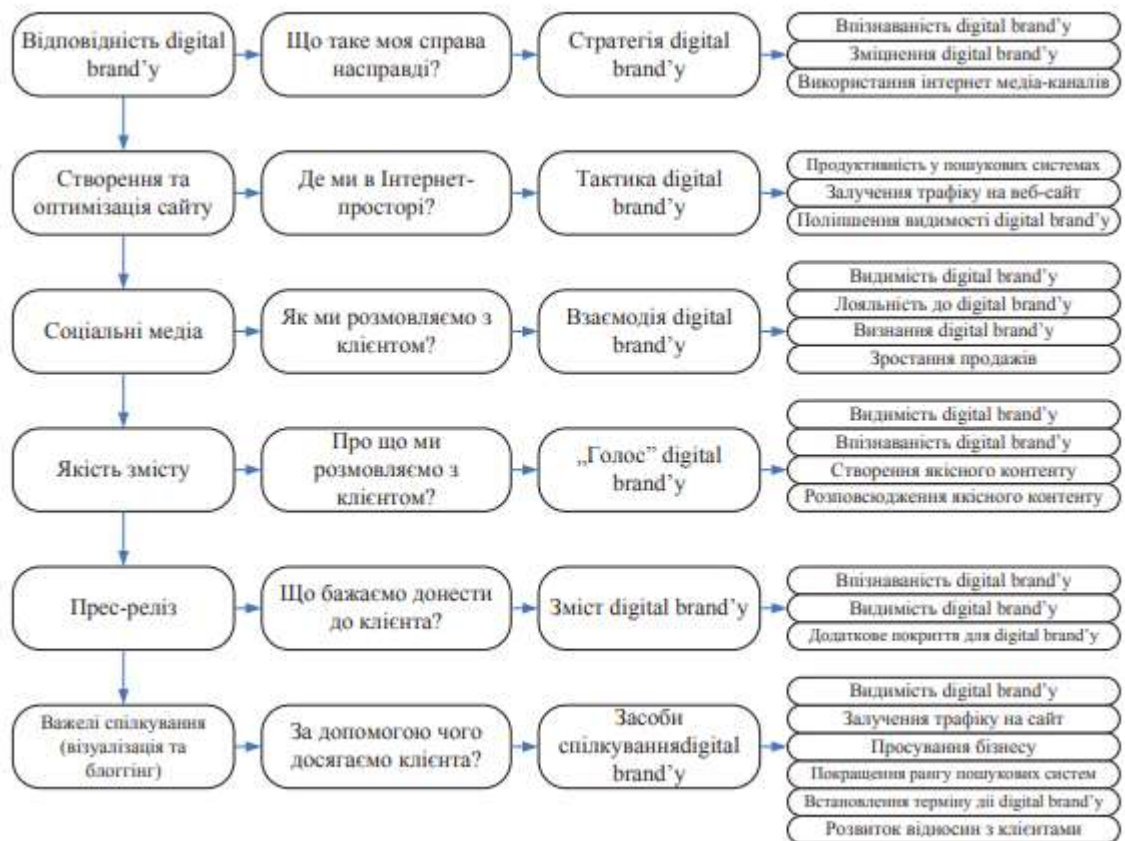 Відповідність digital
brand’у
Що таке моя справа
насправді?
Стратегія digital
brand’у
Впізнаваність digital brand’у
Зміцнення digital brand’у
Використання інтернет медіа-каналів
Створення та
оптимізація сайту
Де ми в Інтернет-
просторі?
Тактика digital
brand’у
Продуктивність у пошукових системах
Залучення трафіку на веб-сайт
Поліпшення видимості digital brand’у
Соціальні медіа
Як ми розмовляємо з
клієнтом?
Взаємодія digital
brand’у
Видимість digital brand’у
Лояльність до digital brand’у
Визнання digital brand’у
Зростання продажів
Якість змісту
Про що ми
розмовляємо з
клієнтом?
„Голос” digital
brand’у
Видимість digital brand’у
Впізнаваність digital brand’у
Створення якісного контенту
Розповсюдження якісного контенту
Прес-реліз
Що бажаємо донести
до клієнта?
Зміст digital brand’у
Впізнаваність digital brand’у
Видимість digital brand’у
Додаткове покриття для digital brand’у
Важелі спілкування
(візуалізація та
блоггінг)
За допомогою чого
досягаємо клієнта?
Засоби
спілкуванняdigital
brand’у
Видимість digital brand’у
Залучення трафіку на сайт
Просування бізнесу
Покращення рангу пошукових систем
Встановлення терміну дії digital brand’у
Розвиток відносин з клієнтами